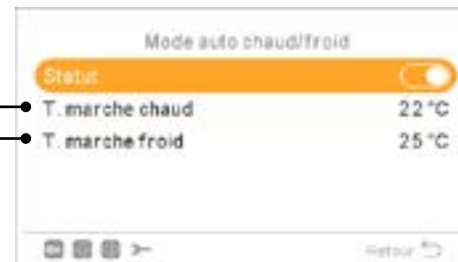 Mode auto chaud/froid
Statut
T. marche chaud 22 °C
T. marche froid 25 °C
Retour